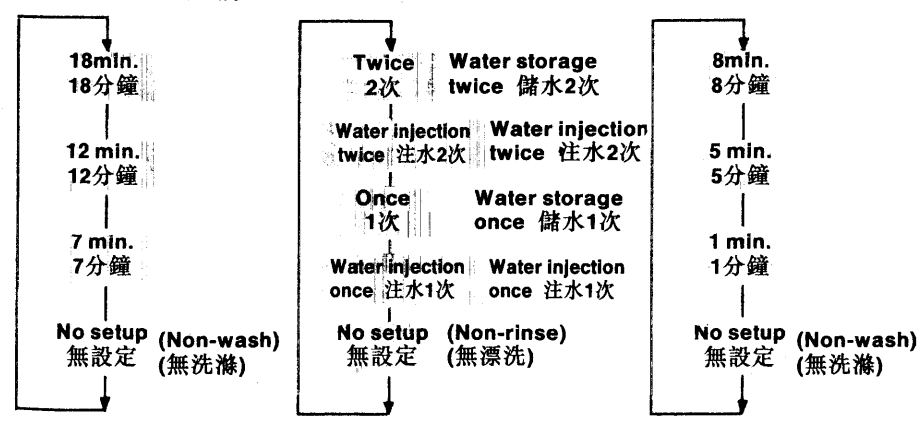 18min.
18分鐘
12 min.
12分鐘
7 min.
7分鐘
No setup (Non-wash)
無設定 (無洗滌)
Twice Water storage
2次 twice 儲水2次
Water injection Water injection
twice 注水2次 twice 注水2次
Once Water storage
1次 once 儲水1次
Water injection Water injection
once 注水1次 once 注水1次
No setup (Non-rinse)
無設定 (無漂洗)
8min.
8分鐘
5 min.
5分鐘
1 min.
1分鐘
No setup (Non-wash)
無設定 (無洗滌)